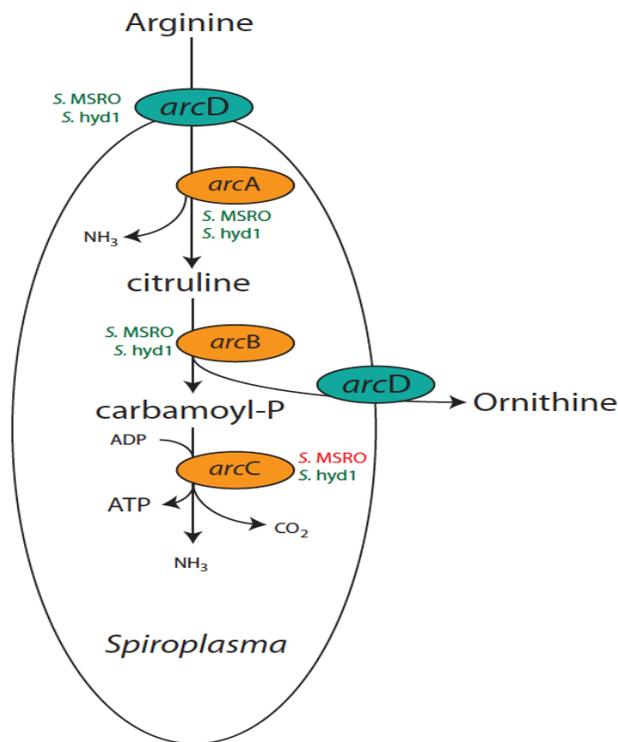 Arginine
S. MSRO
S. hyd1
arcD
arcA
S. MSRO
S. hyd1
NH3
citruline
S. MSRO
S. hyd1
arcB
arcD
Ornithine
carbamoyl-P
ADP
arcC
S. MSRO
S. hyd1
ATP
CO2
NH3
Spiroplasma